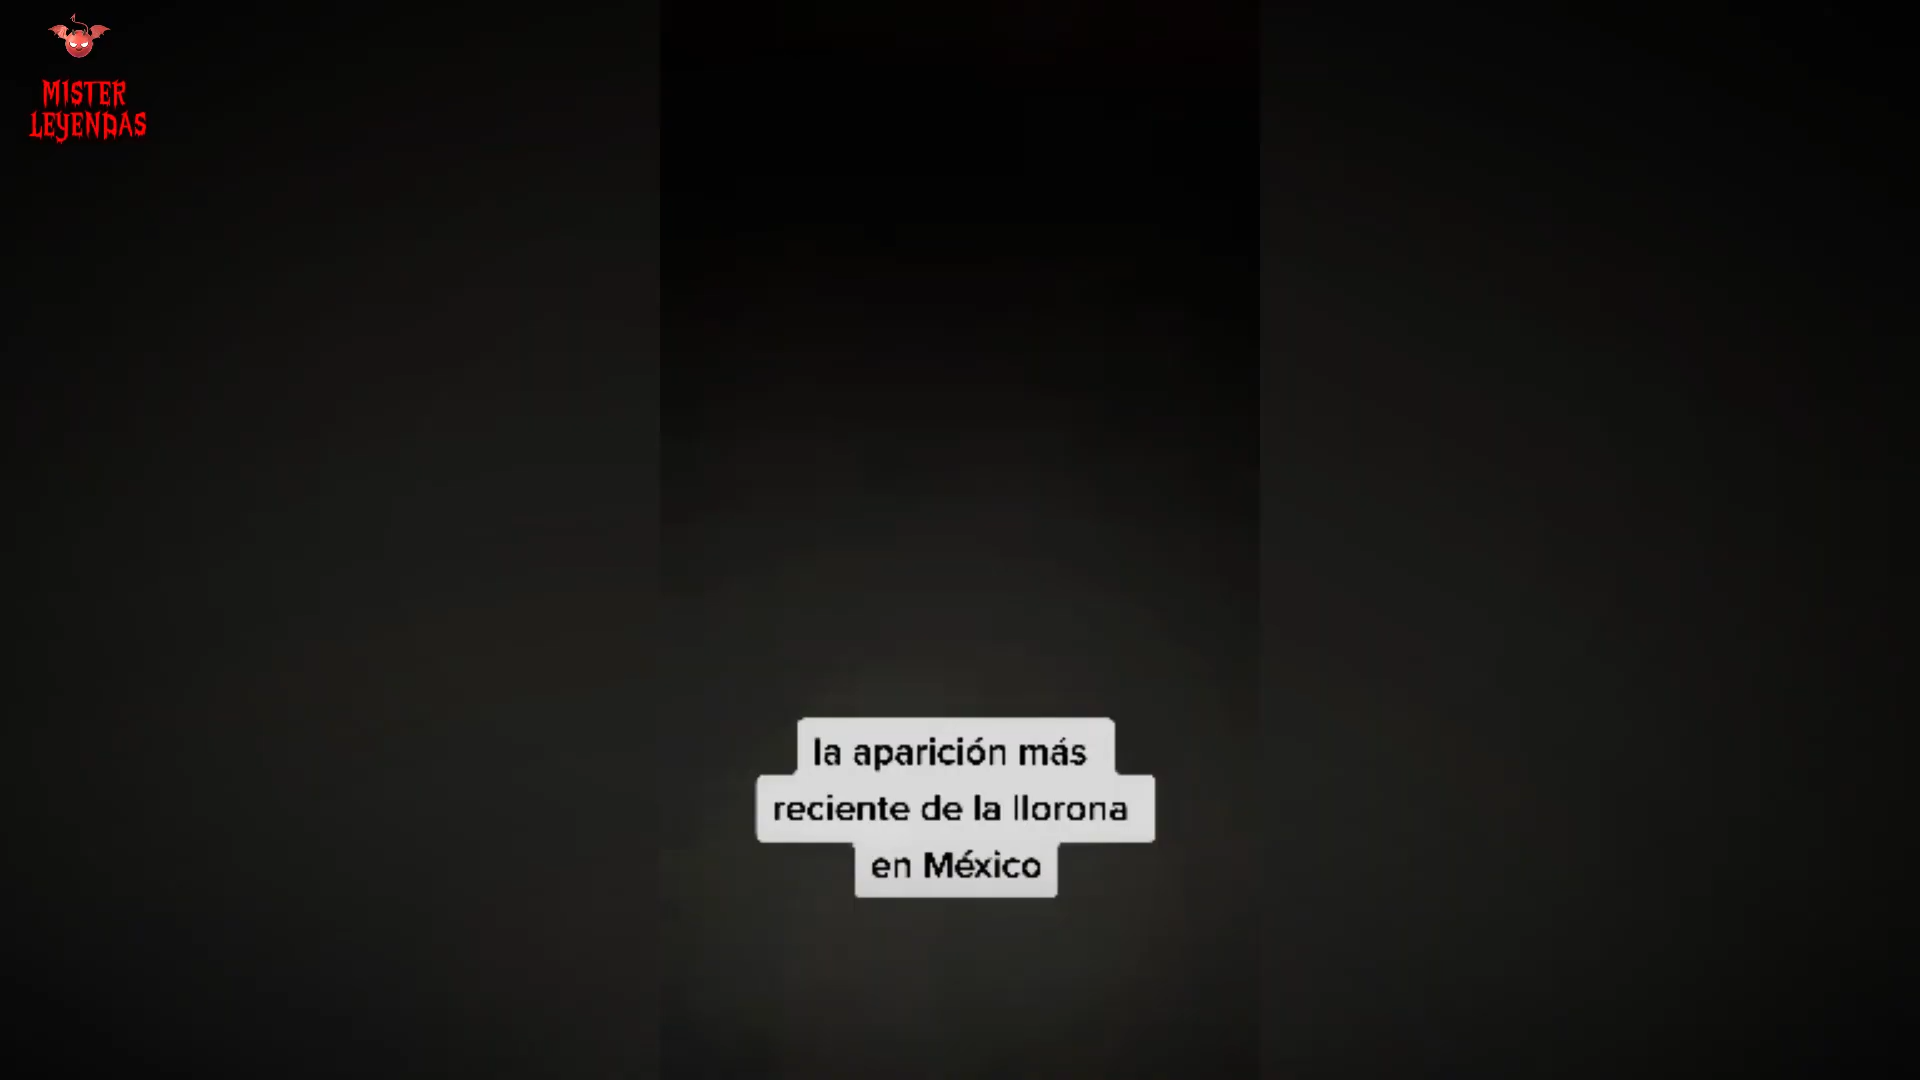 MISTER
LEYENDAS
la aparición más
reciente de la llorona
en México